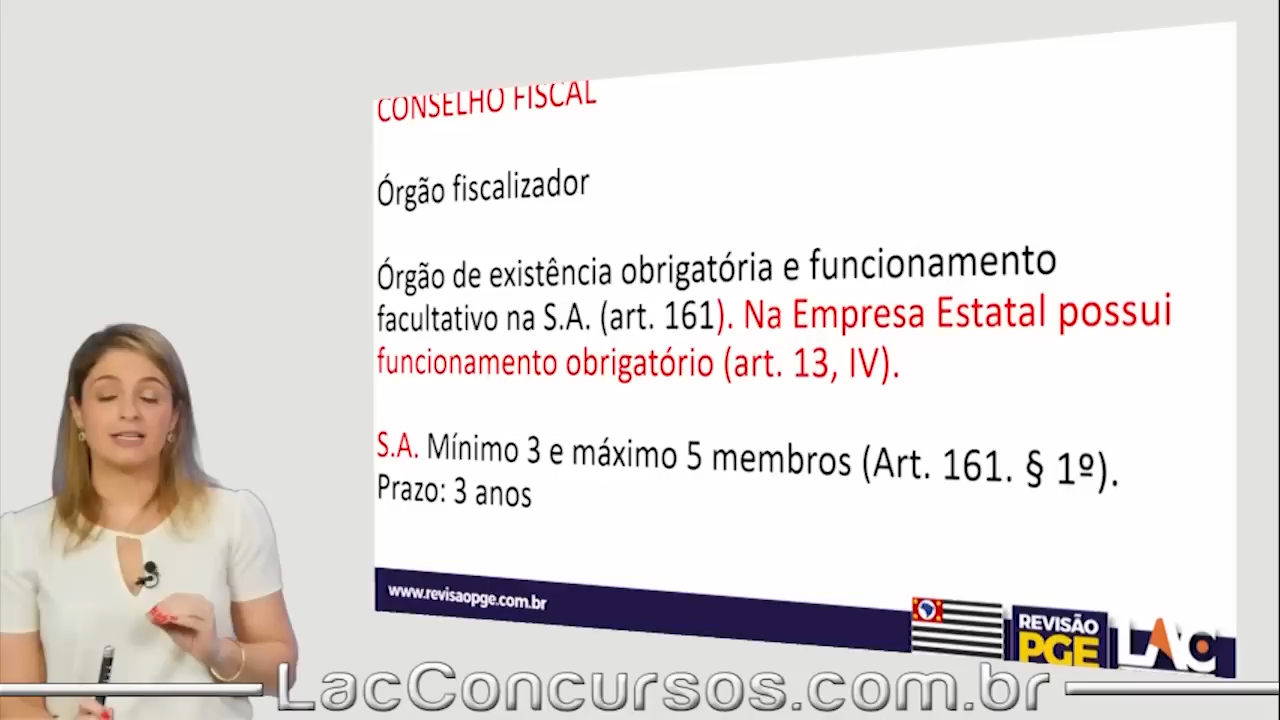 CONSELHO FISCAL
Órgão fiscalizador
Órgão de existência obrigatória e funcionamento
facultativo na S.A. (art. 161). Na Empresa Estatal possui
funcionamento obrigatório (art. 13, IV).
S.A. Mínimo 3 e máximo 5 membros (Art. 161. § 1º).
Prazo: 3 anos
www.revisaopge.com.br
REVISÃO
PGE
LAC
LacConcursos.com.br